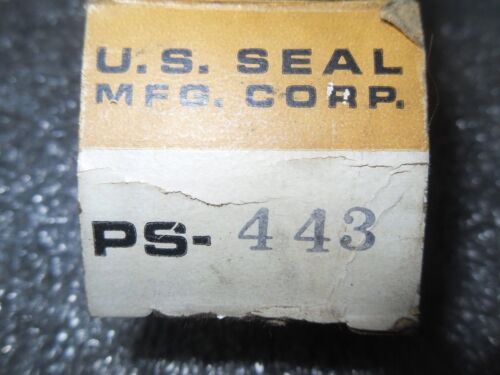 U.S. SEAL
MFG. CORP.
PS- 443